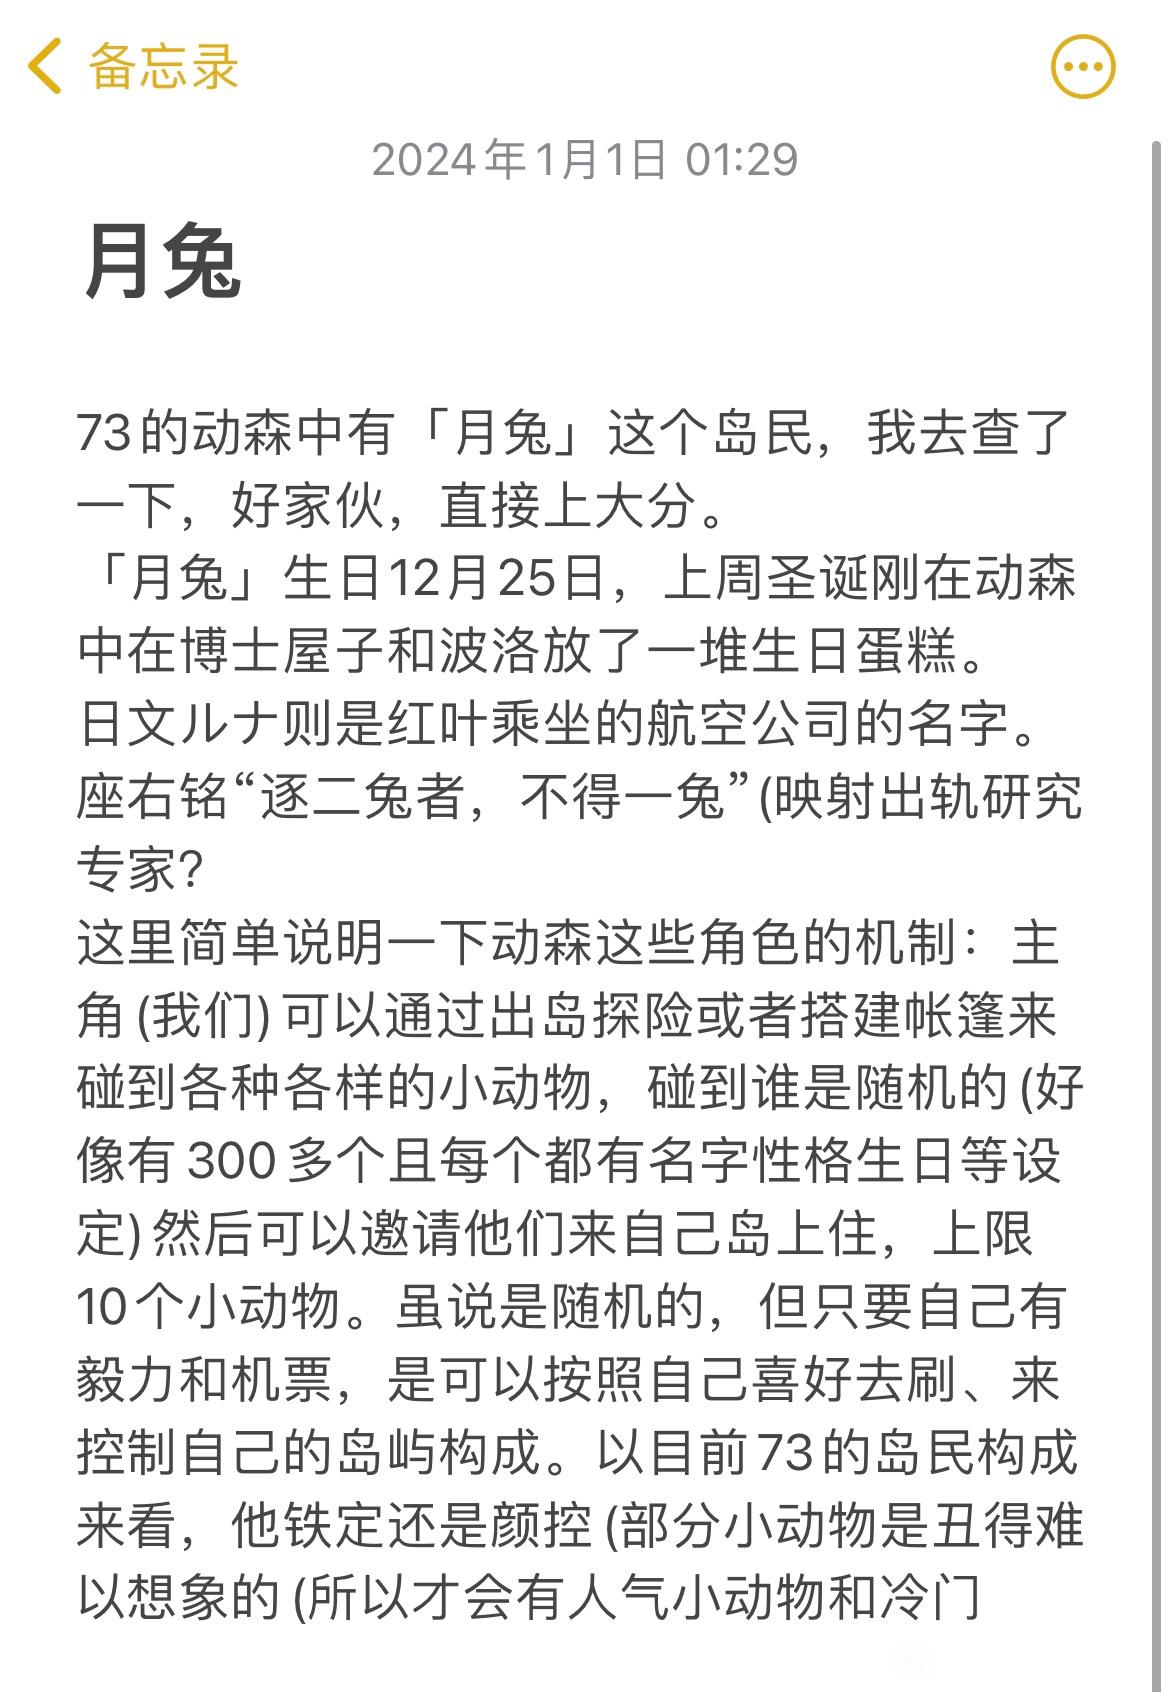 备忘录
2024年1月1日 01:29
月兔
73的动森中有「月兔」这个岛民，我去查了
一下，好家伙，直接上大分。
「月兔」生日12月25日，上周圣诞刚在动森
中在博士屋子和波洛放了一堆生日蛋糕。
日文ルナ则是红叶乘坐的航空公司的名字。
座右铭“逐二兔者，不得一兔”(映射出轨研究
专家?
这里简单说明一下动森这些角色的机制：主
角(我们)可以通过出岛探险或者搭建帐篷来
碰到各种各样的小动物，碰到谁是随机的(好
像有300多个且每个都有名字性格生日等设
定)然后可以邀请他们来自己岛上住，上限
10个小动物。虽说是随机的，但只要自己有
毅力和机票，是可以按照自己喜好去刷、来
控制自己的岛屿构成。以目前73的岛民构成
来看，他铁定还是颜控(部分小动物是丑得难
以想象的(所以才会有人气小动物和冷门